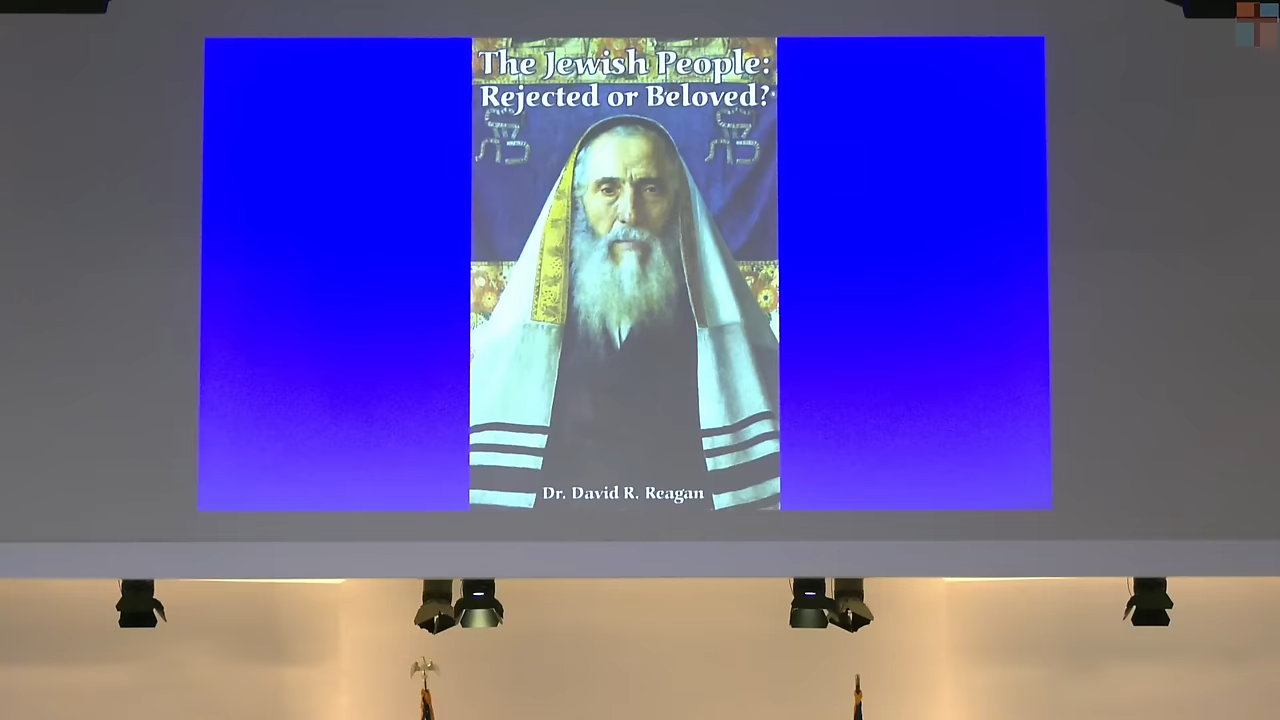 The Jewish People:
Rejected or Beloved?
Dr. David R. Reagan